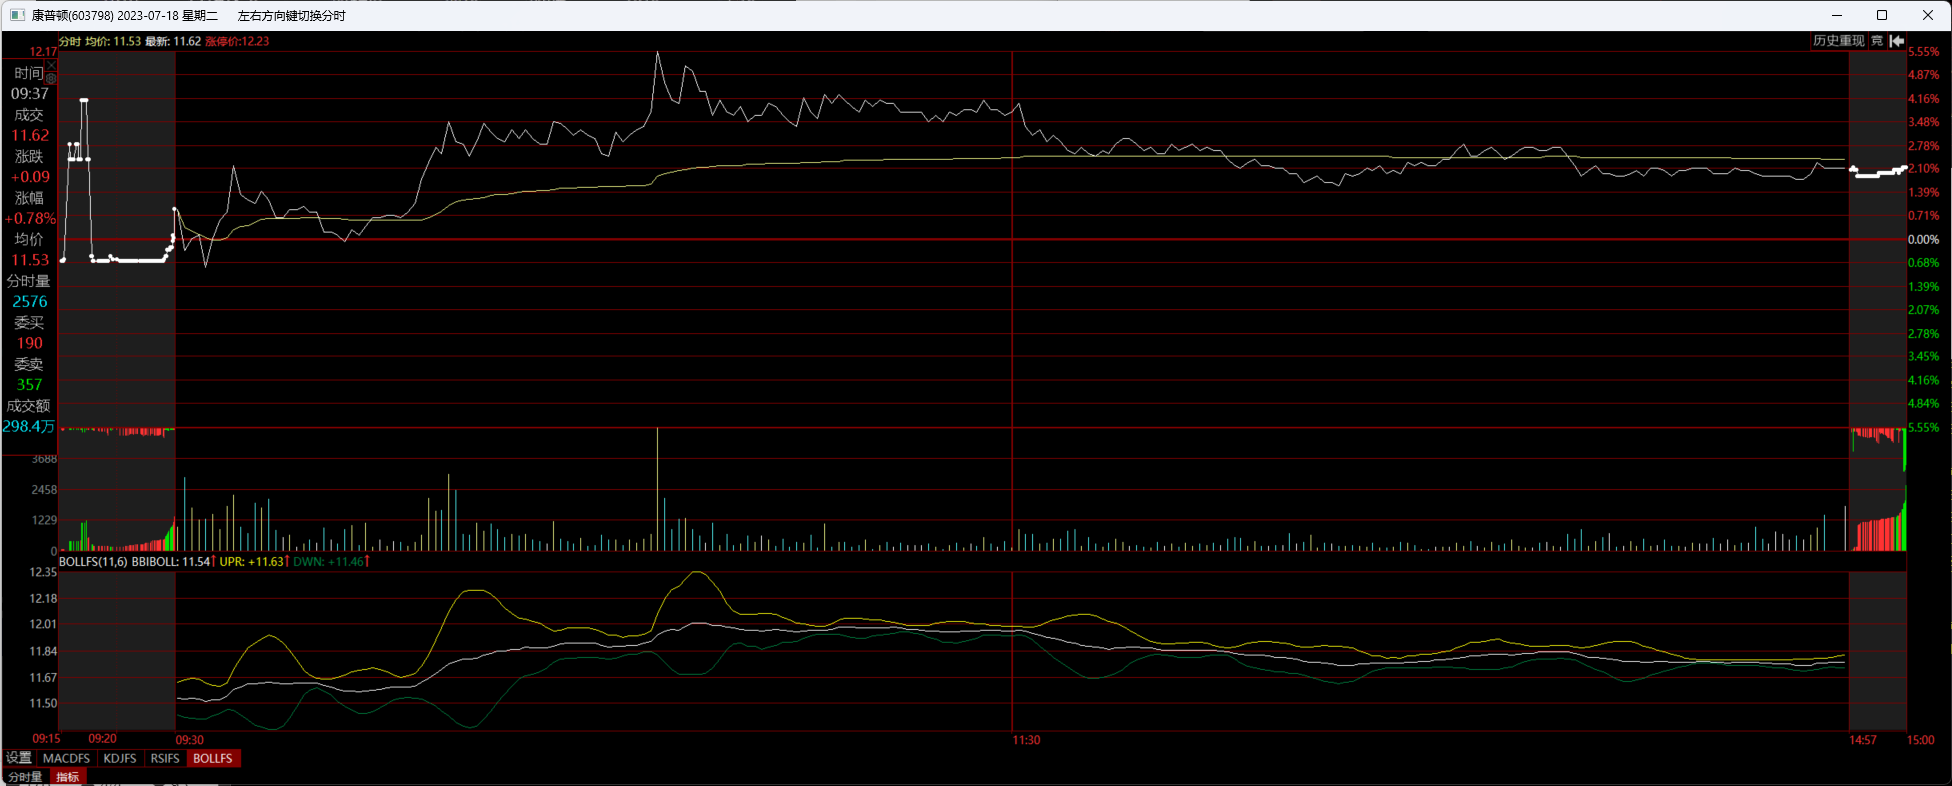 康普顿(603798) 2023-07-18 星期二 左右方向键切换分时
分时 均价: 11.53 最新: 11.62 涨停价:12.23
历史重现 竞
12.17
时间
09:37
成交
11.62
涨跌
+0.09
涨幅
+0.78%
均价
11.53
分时量
2576
委买
190
委卖
357
成交额
298.4万
5.55%
4.87%
4.16%
3.48%
2.78%
2.10%
1.39%
0.71%
0.00%
0.68%
1.39%
2.07%
2.78%
3.45%
4.16%
4.84%
5.55%
3688
2458
1229
0
BOLLFS(11,6) BBIBOLL: 11.54↑ UPR: +11.63↑ DWN: +11.46↑
12.35
12.18
12.01
11.84
11.67
11.50
09:15 09:20 09:30 11:30 14:57 15:00
设置 MACDFS KDJFS RSIFS BOLLFS
分时量 指标